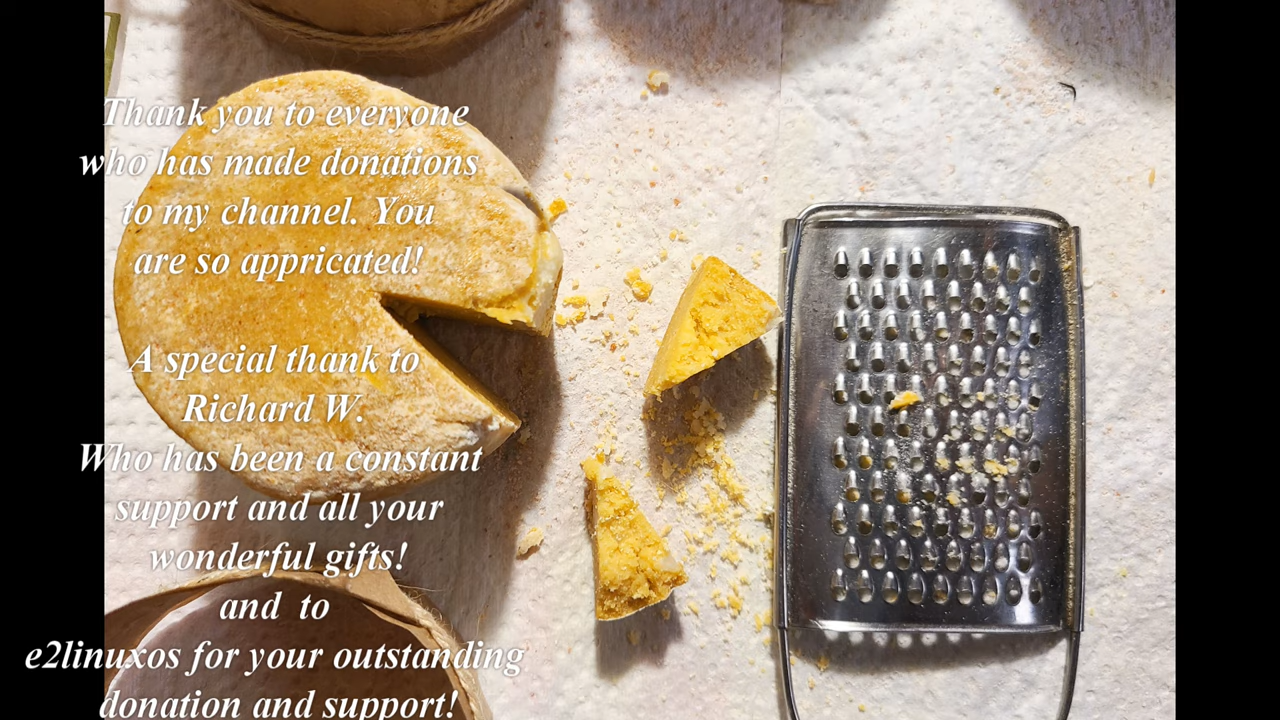 Thank you to everyone
who has made donations
to my channel. You
are so appricated!
A special thank to
Richard W.
Who has been a constant
support and all your
wonderful gifts!
and to
e2linuxos for your outstanding
donation and support!